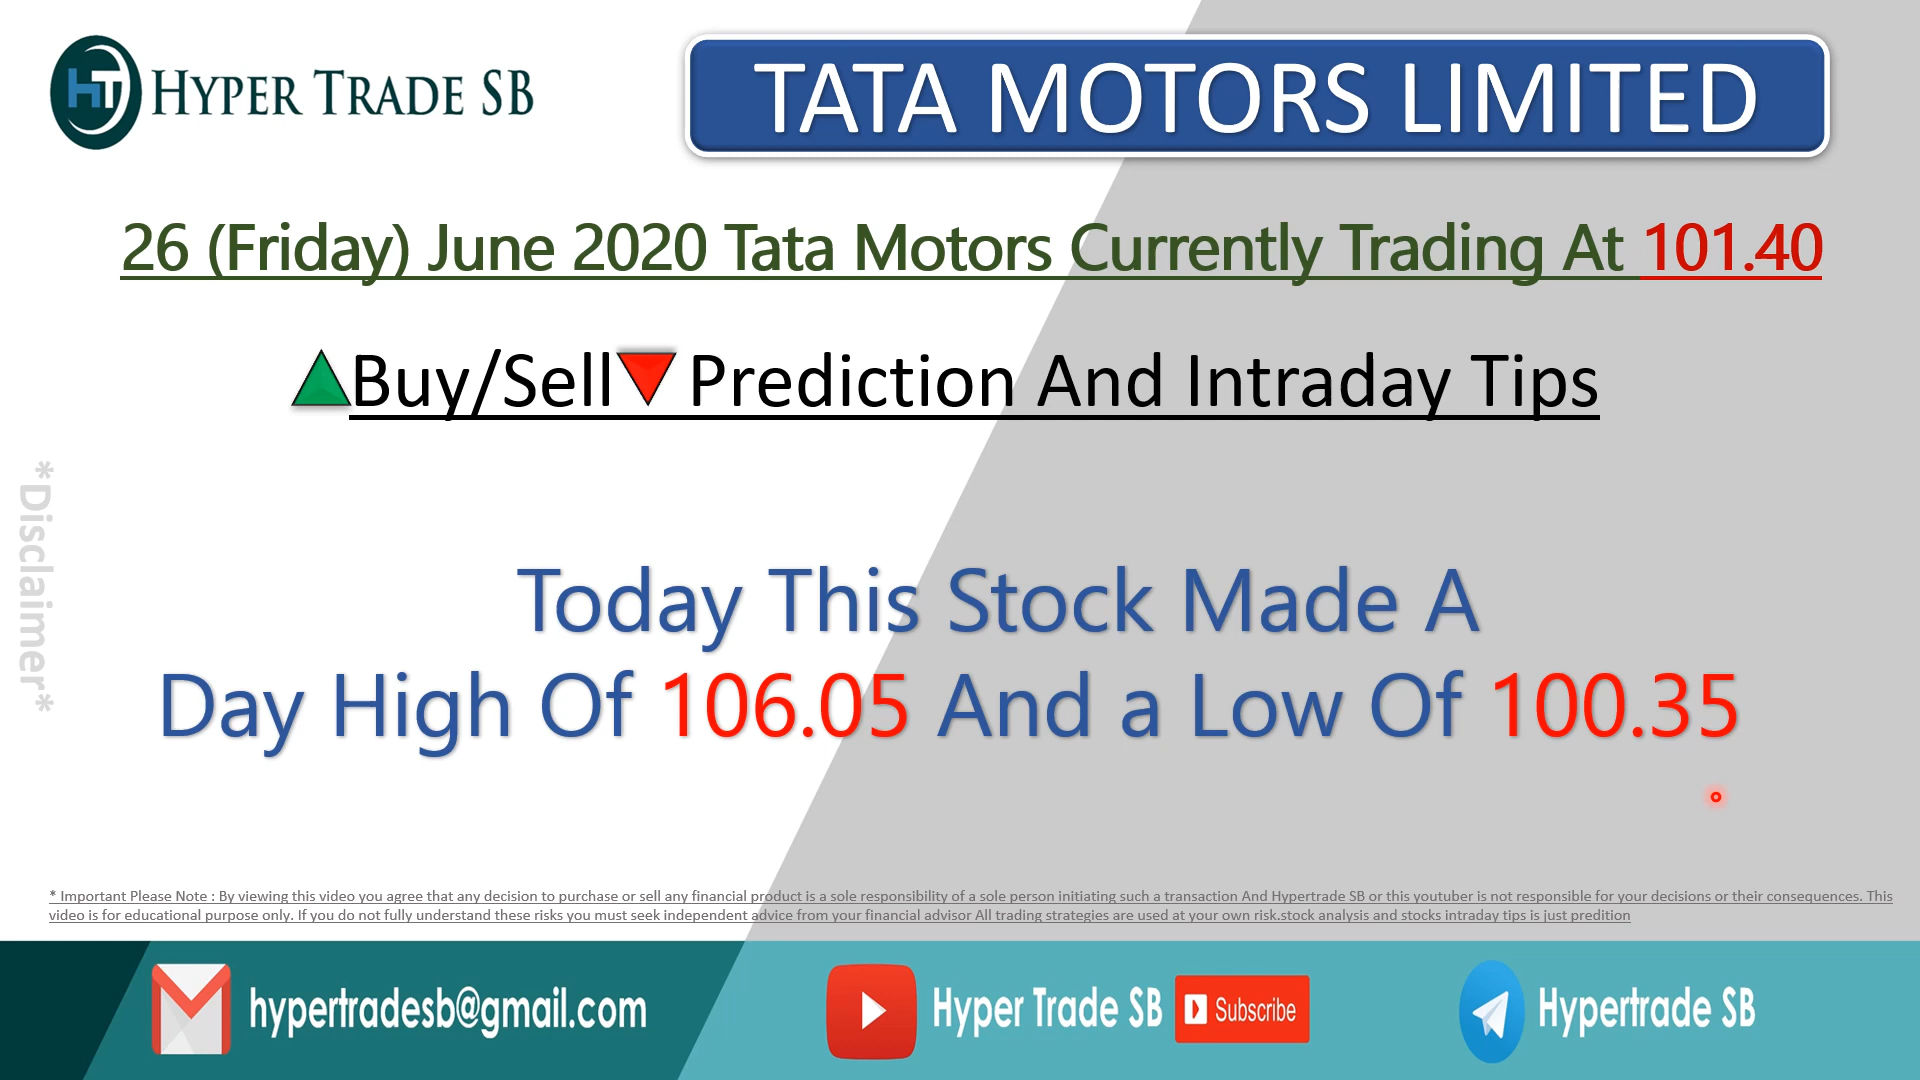 HT HYPER TRADE SB
TATA MOTORS LIMITED
26 (Friday) June 2020 Tata Motors Currently Trading At 101.40
Buy/Sell Prediction And Intraday Tips
*Disclaimer*
Today This Stock Made A
Day High Of 106.05 And a Low Of 100.35
* Important Please Note : By viewing this video you agree that any decision to purchase or sell any financial product is a sole responsibility of a sole person initiating such a transaction And Hypertrade SB or this youtuber is not responsible for your decisions or their consequences. This
video is for educational purpose only. If you do not fully understand these risks you must seek independent advice from your financial advisor All trading strategies are used at your own risk.stock analysis and stocks intraday tips is just predition
hypertradesb@gmail.com
Hyper Trade SB
Subscribe
Hypertrade SB